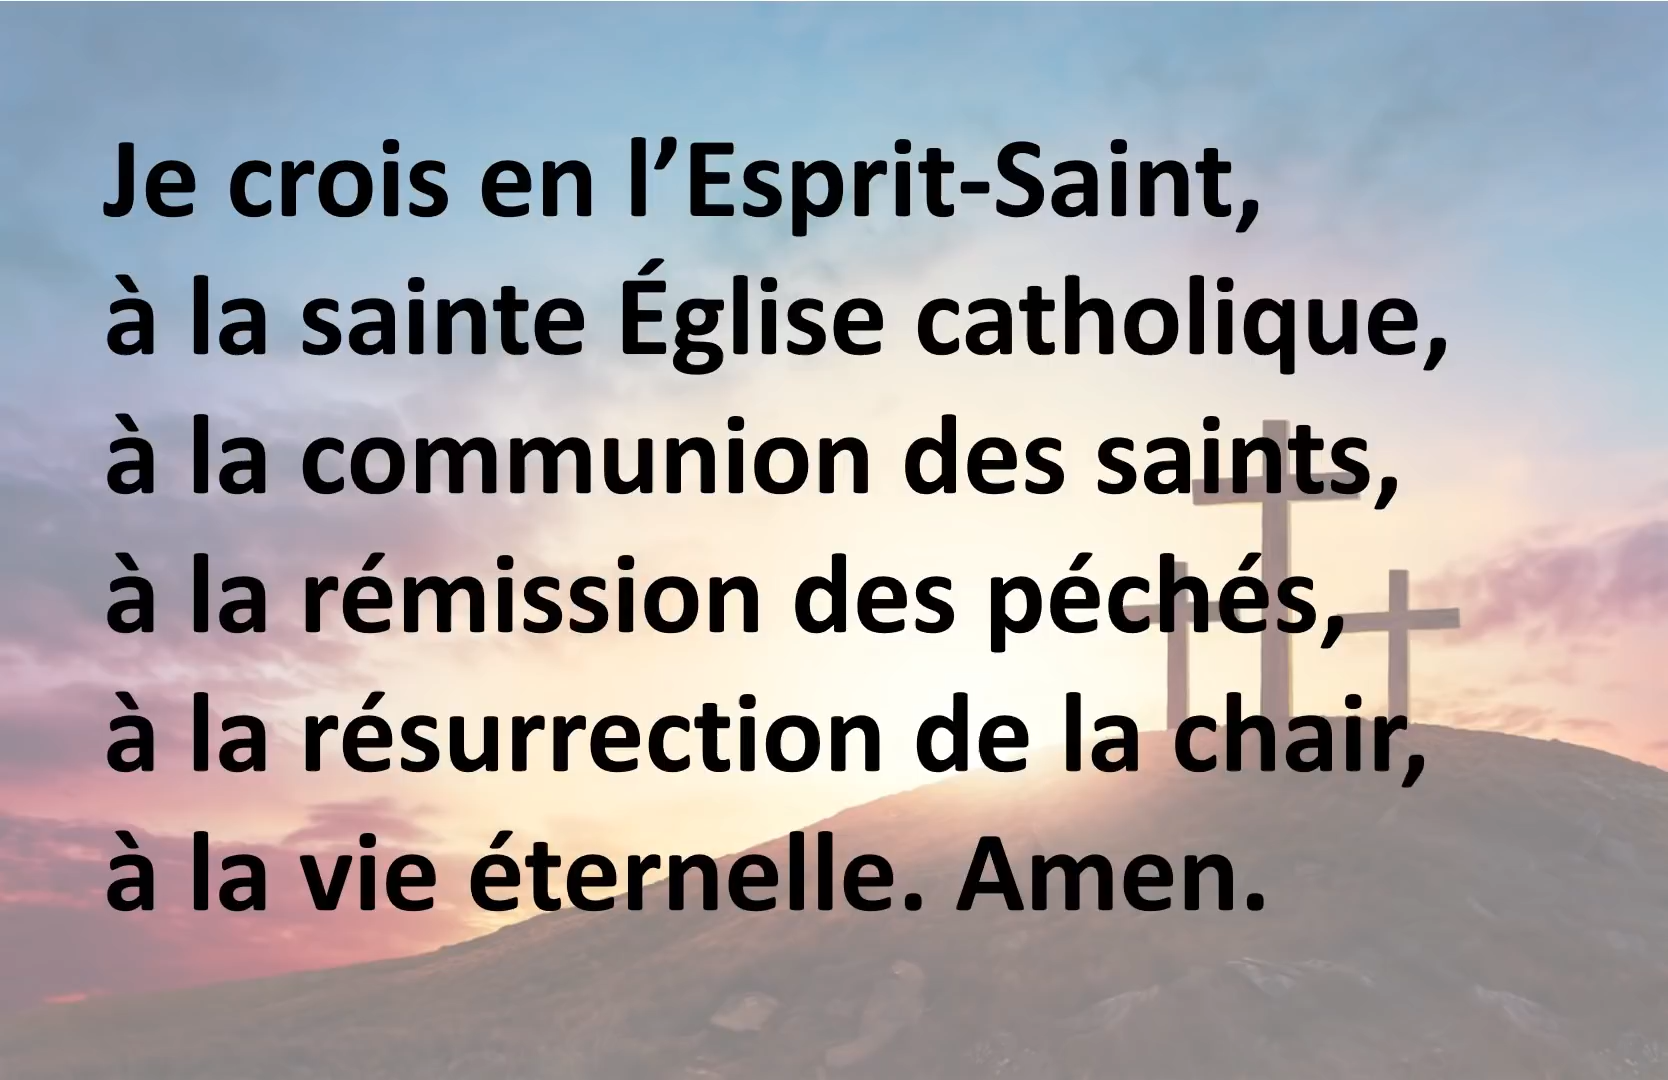 Je crois en l’Esprit-Saint,
à la sainte Église catholique,
à la communion des saints,
à la rémission des péchés,
à la résurrection de la chair,
à la vie éternelle. Amen.